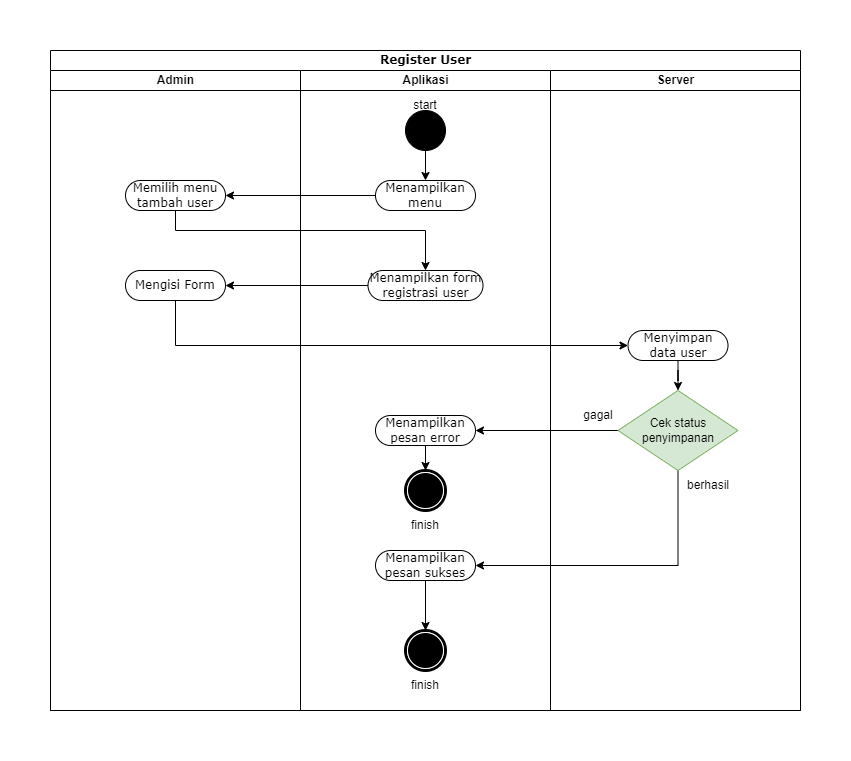 Register User
Admin
Aplikasi
Server
start
Memilih menu
tambah user
Menampilkan
menu
Mengisi Form
Menampilkan form
registrasi user
Menyimpan
data user
gagal
Menampilkan
pesan error
Cek status
penyimpanan
berhasil
finish
Menampilkan
pesan sukses
finish